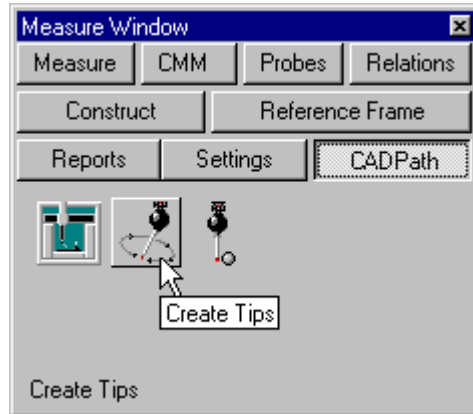 Measure Window
Measure CMM Probes Relations
Construct Reference Frame
Reports Settings CADPath
Create Tips
Create Tips